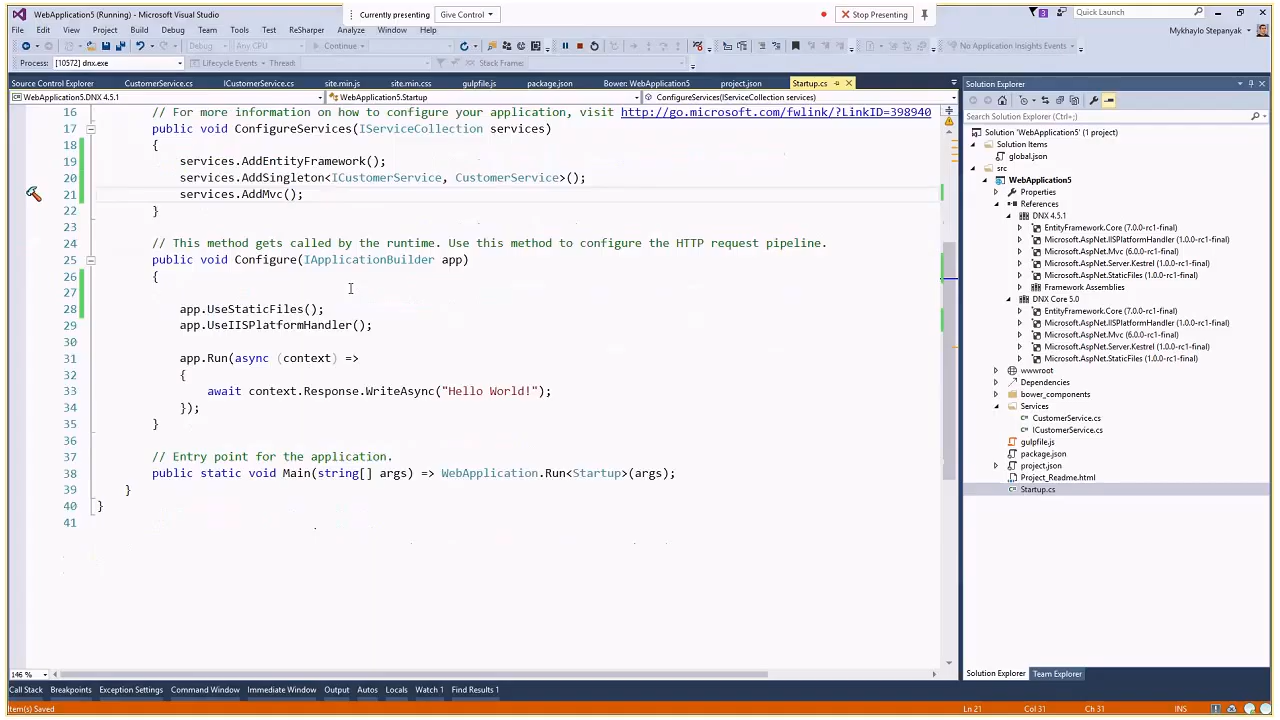 WebApplication5 (Running) - Microsoft Visual Studio
Currently presenting
Give Control
Stop Presenting
3
Quick Launch
File Edit View Project Build Debug Team Tools Test ReSharper Analyze Window Help
Mykhaylo Stepanyak
Debug Any CPU Continue No Application Insights Events
Process: [10572] dnx.exe Lifecycle Events Thread: Stack Frame:
Source Control Explorer CustomerService.cs ICustomerService.cs site.min.js site.min.css gulpfile.js package.json Bower: WebApplication5 project.json Startup.cs
WebApplication5.DNX 4.5.1 WebApplication5.Startup ConfigureServices(IServiceCollection services)
16 // For more information on how to configure your application, visit http://go.microsoft.com/fwlink/?LinkID=398940
17 public void ConfigureServices(IServiceCollection services)
18 {
19 services.AddEntityFramework();
20 services.AddSingleton<ICustomerService, CustomerService>();
21 services.AddMvc();
22 }
23
24 // This method gets called by the runtime. Use this method to configure the HTTP request pipeline.
25 public void Configure(IApplicationBuilder app)
26 {
27
28 app.UseStaticFiles();
29 app.UseIISPlatformHandler();
30
31 app.Run(async (context) =>
32 {
33 await context.Response.WriteAsync("Hello World!");
34 });
35 }
36
37 // Entry point for the application.
38 public static void Main(string[] args) => WebApplication.Run<Startup>(args);
39 }
40 }
41
146 %
Solution Explorer
Search Solution Explorer (Ctrl+;)
Solution 'WebApplication5' (1 project)
Solution Items
global.json
src
WebApplication5
Properties
References
DNX 4.5.1
EntityFramework.Core (7.0.0-rc1-final)
Microsoft.AspNet.IISPlatformHandler (1.0.0-rc1-final)
Microsoft.AspNet.Mvc (6.0.0-rc1-final)
Microsoft.AspNet.Server.Kestrel (1.0.0-rc1-final)
Microsoft.AspNet.StaticFiles (1.0.0-rc1-final)
Framework Assemblies
DNX Core 5.0
EntityFramework.Core (7.0.0-rc1-final)
Microsoft.AspNet.IISPlatformHandler (1.0.0-rc1-final)
Microsoft.AspNet.Mvc (6.0.0-rc1-final)
Microsoft.AspNet.Server.Kestrel (1.0.0-rc1-final)
Microsoft.AspNet.StaticFiles (1.0.0-rc1-final)
wwwroot
Dependencies
bower_components
Services
CustomerService.cs
ICustomerService.cs
gulpfile.js
package.json
project.json
Project_Readme.html
Startup.cs
Solution Explorer Team Explorer
Call Stack Breakpoints Exception Settings Command Window Immediate Window Output Autos Locals Watch 1 Find Results 1
Item(s) Saved Ln 21 Col 31 Ch 31 INS